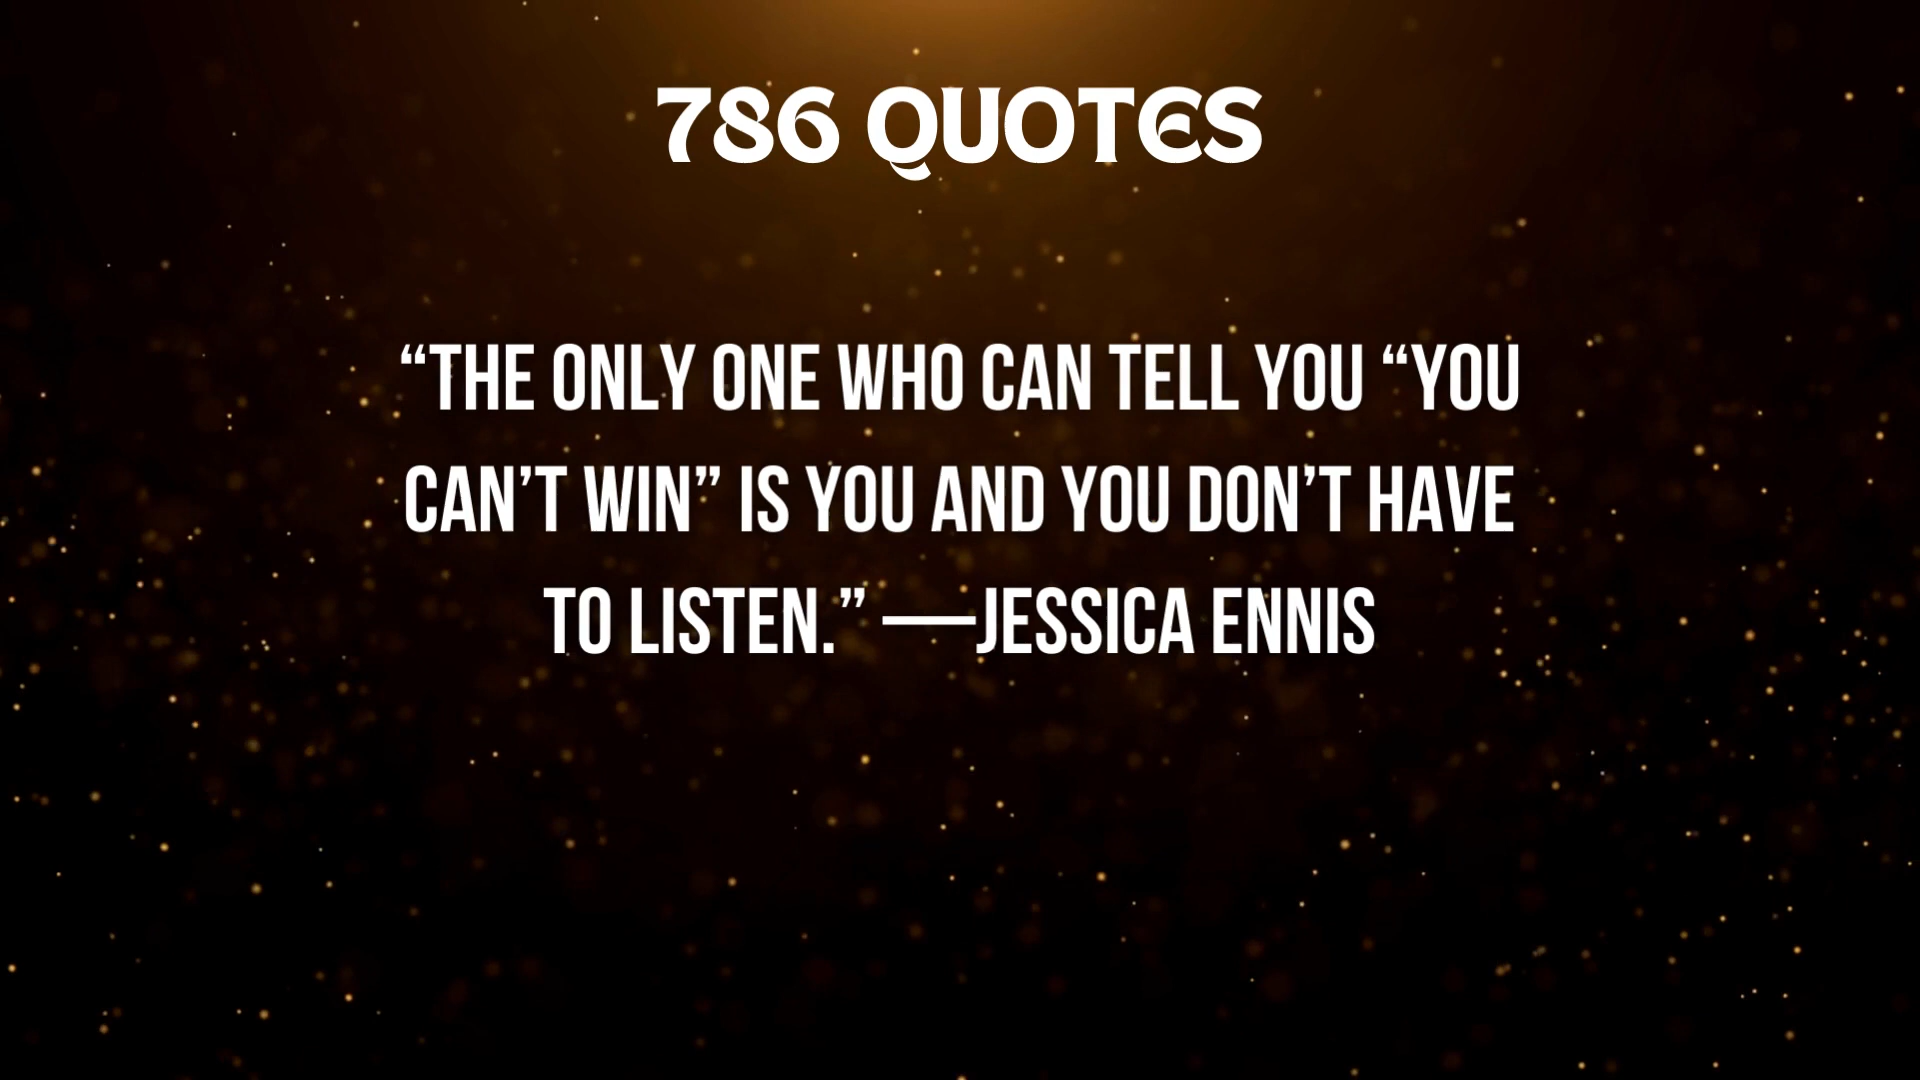 786 QUOTES
“THE ONLY ONE WHO CAN TELL YOU “YOU
CAN’T WIN” IS YOU AND YOU DON’T HAVE
TO LISTEN.” —JESSICA ENNIS